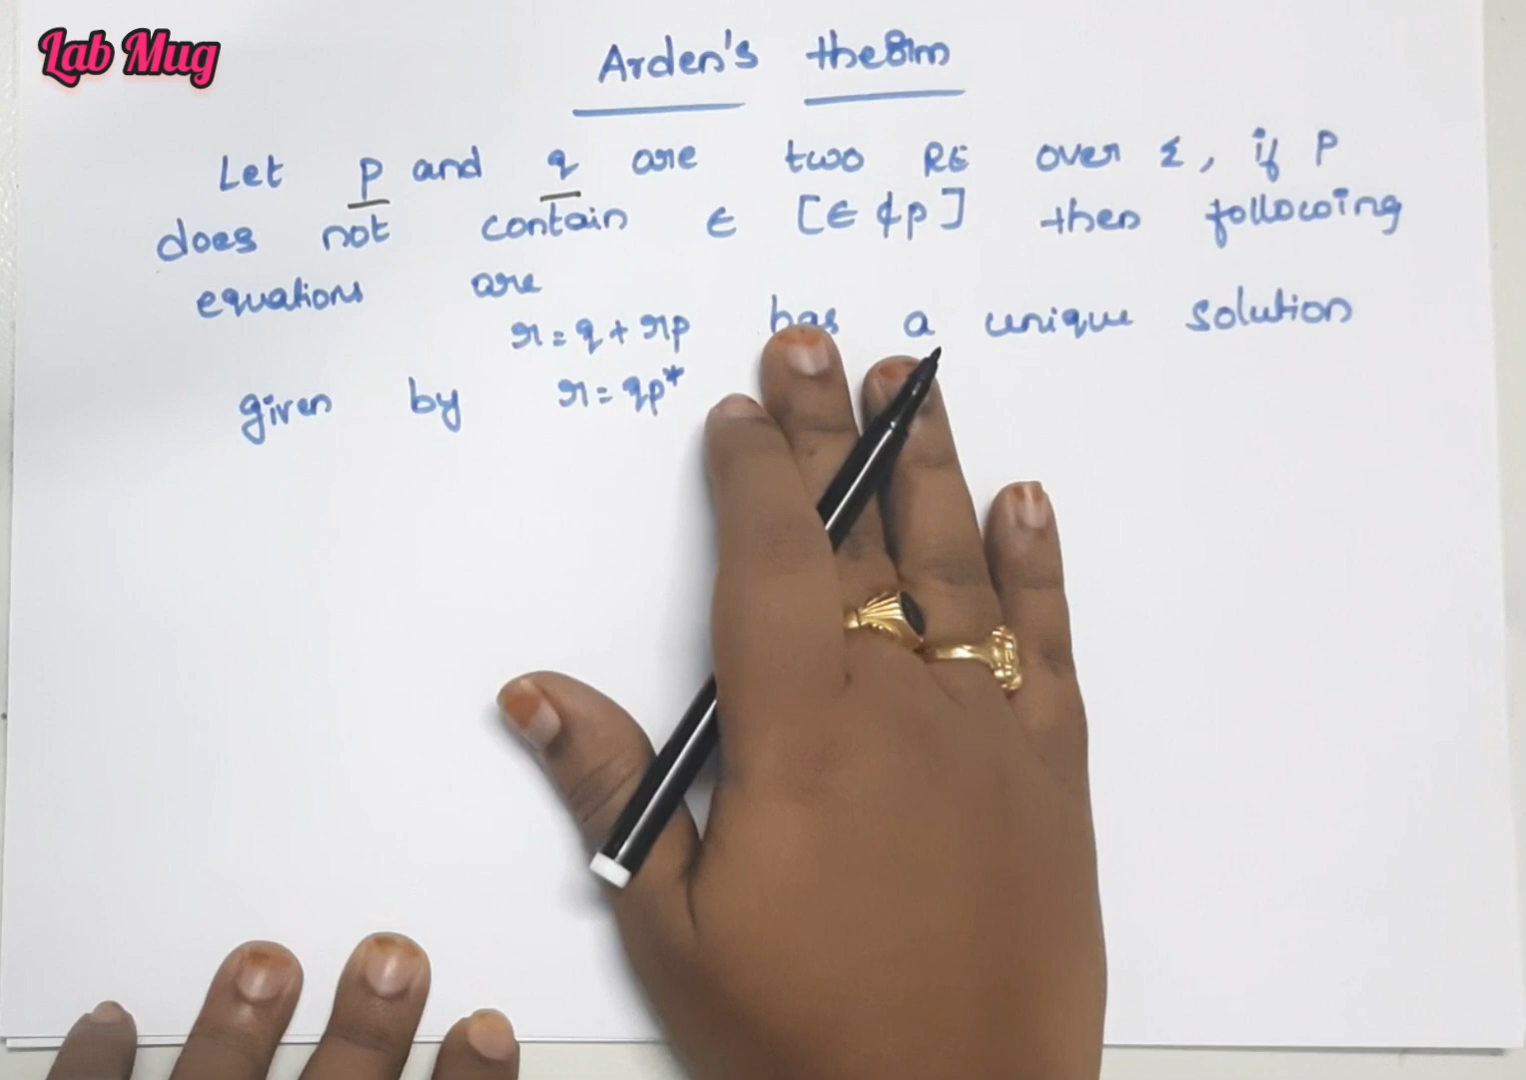 Lab Mug
Arden's theorm
Let p and q are two RE over Σ, if P
does not contain ∈ [∈ ∉ p] then following
equations are
r = q + rp has a unique solution
given by r = qp*